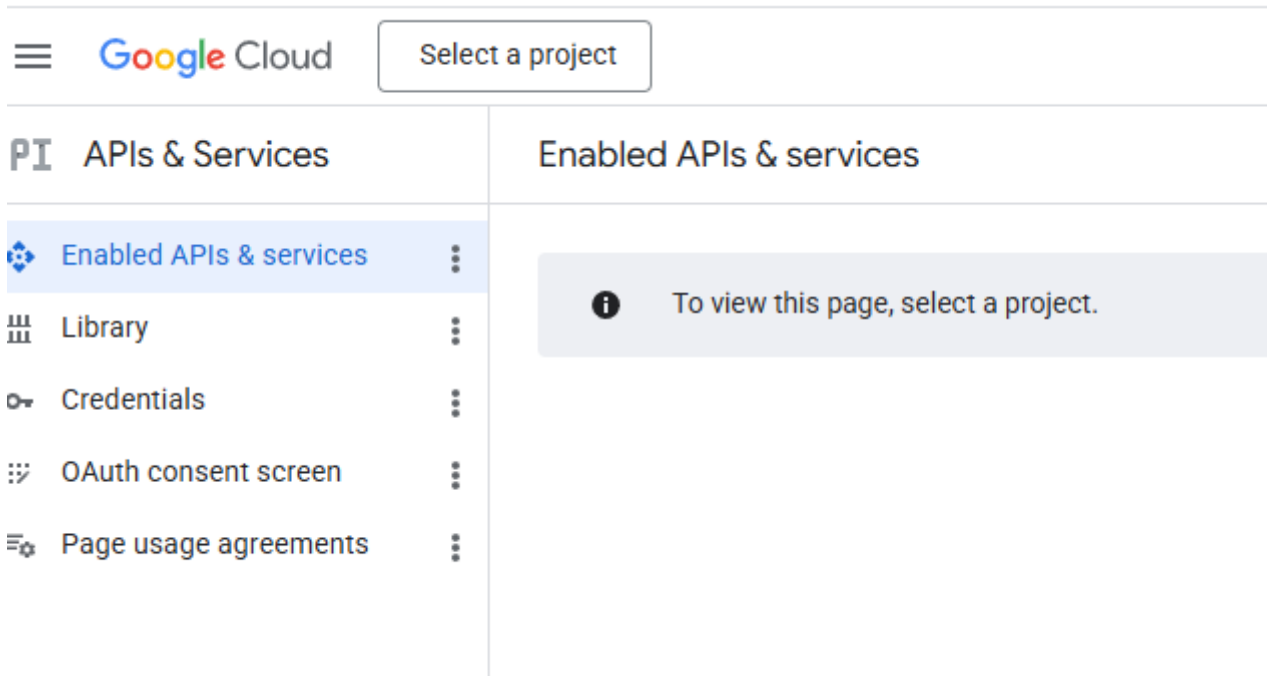 Google Cloud
Select a project
PI
APIs & Services
Enabled APIs & services
Enabled APIs & services
To view this page, select a project.
Library
Credentials
OAuth consent screen
Page usage agreements